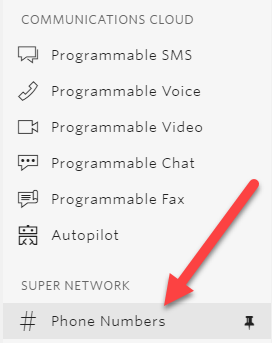 COMMUNICATIONS CLOUD
Programmable SMS
Programmable Voice
Programmable Video
Programmable Chat
Programmable Fax
Autopilot
SUPER NETWORK
# Phone Numbers